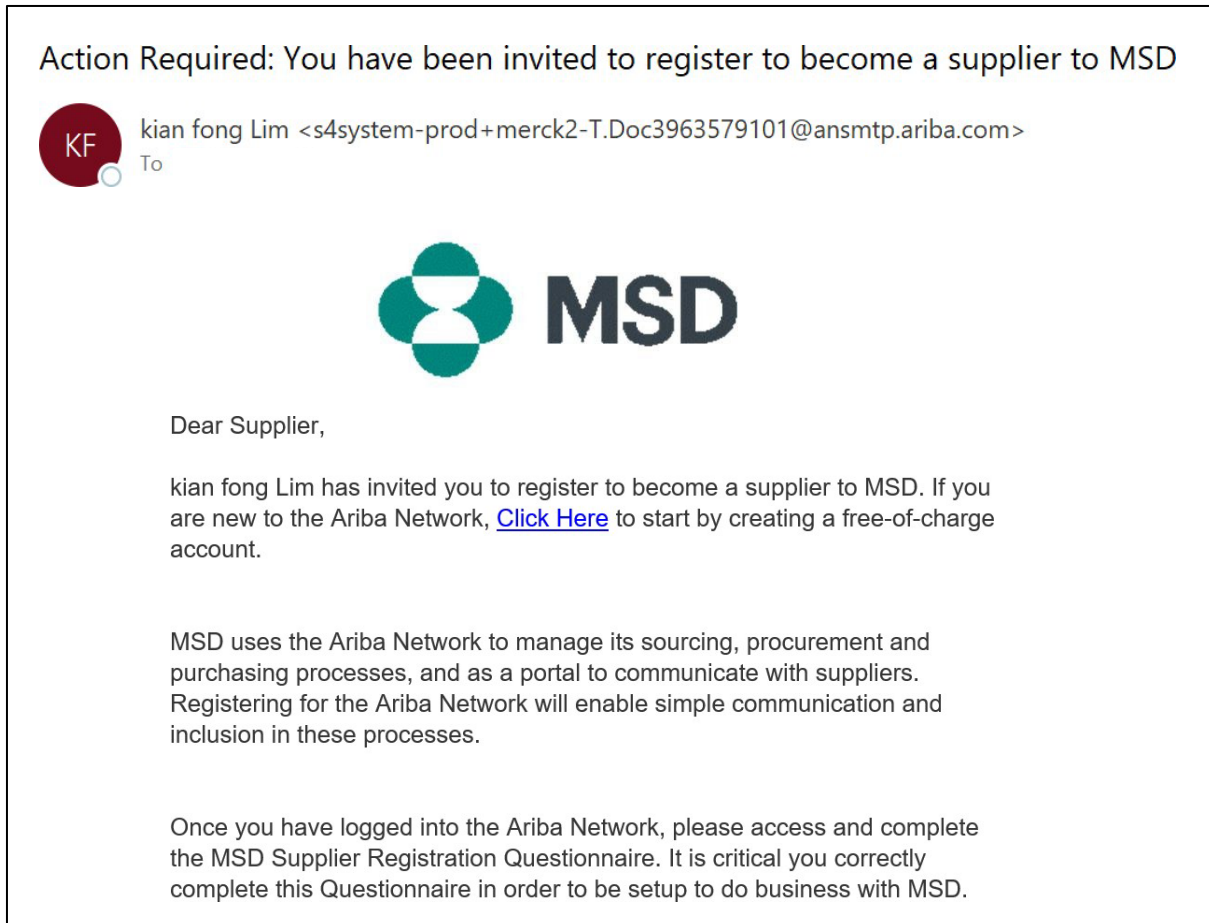 Action Required: You have been invited to register to become a supplier to MSD
KF
kian fong Lim <s4system-prod+merck2-T.Doc3963579101@ansmtp.ariba.com>
To
MSD
Dear Supplier,
kian fong Lim has invited you to register to become a supplier to MSD. If you
are new to the Ariba Network, Click Here to start by creating a free-of-charge
account.
MSD uses the Ariba Network to manage its sourcing, procurement and
purchasing processes, and as a portal to communicate with suppliers.
Registering for the Ariba Network will enable simple communication and
inclusion in these processes.
Once you have logged into the Ariba Network, please access and complete
the MSD Supplier Registration Questionnaire. It is critical you correctly
complete this Questionnaire in order to be setup to do business with MSD.